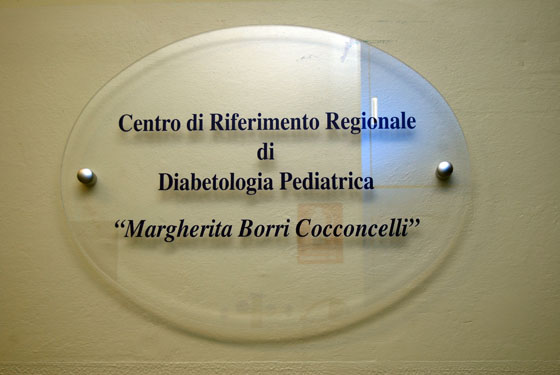 Centro di Riferimento Regionale
di
Diabetologia Pediatrica
“Margherita Borri Cocconcelli”